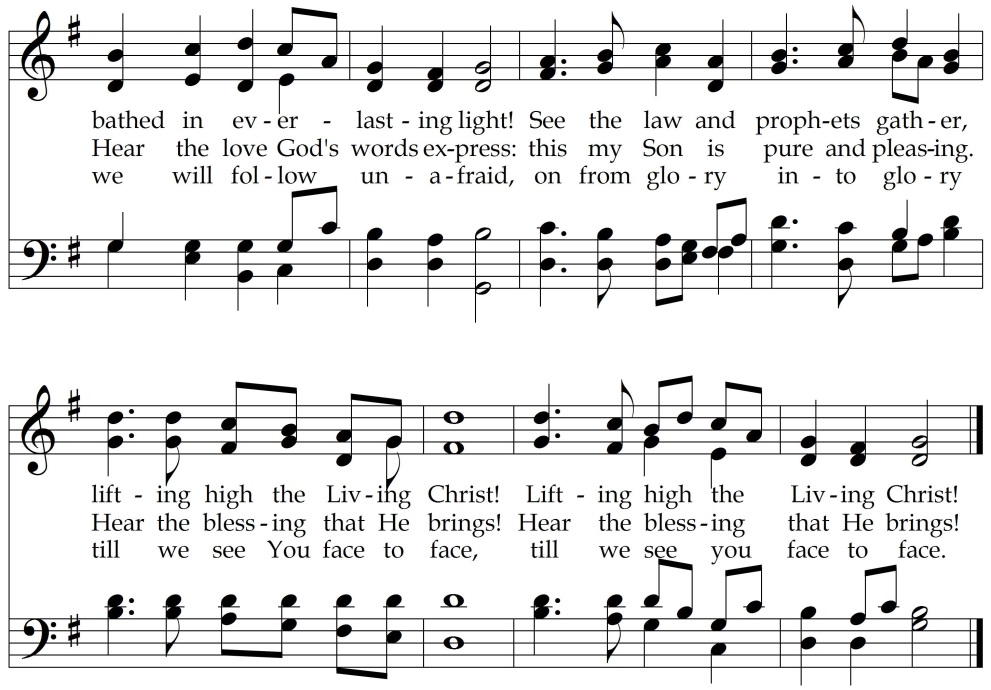 bathed in ev - er - last - ing light! See the law and proph-ets gath - er,
Hear the love God's words ex-press: this my Son is pure and pleas-ing.
we will fol - low un - a - fraid, on from glo - ry in - to glo - ry
lift - ing high the Liv - ing Christ! Lift - ing high the Liv - ing Christ!
Hear the bless - ing that He brings! Hear the bless - ing that He brings!
till we see You face to face, till we see you face to face.